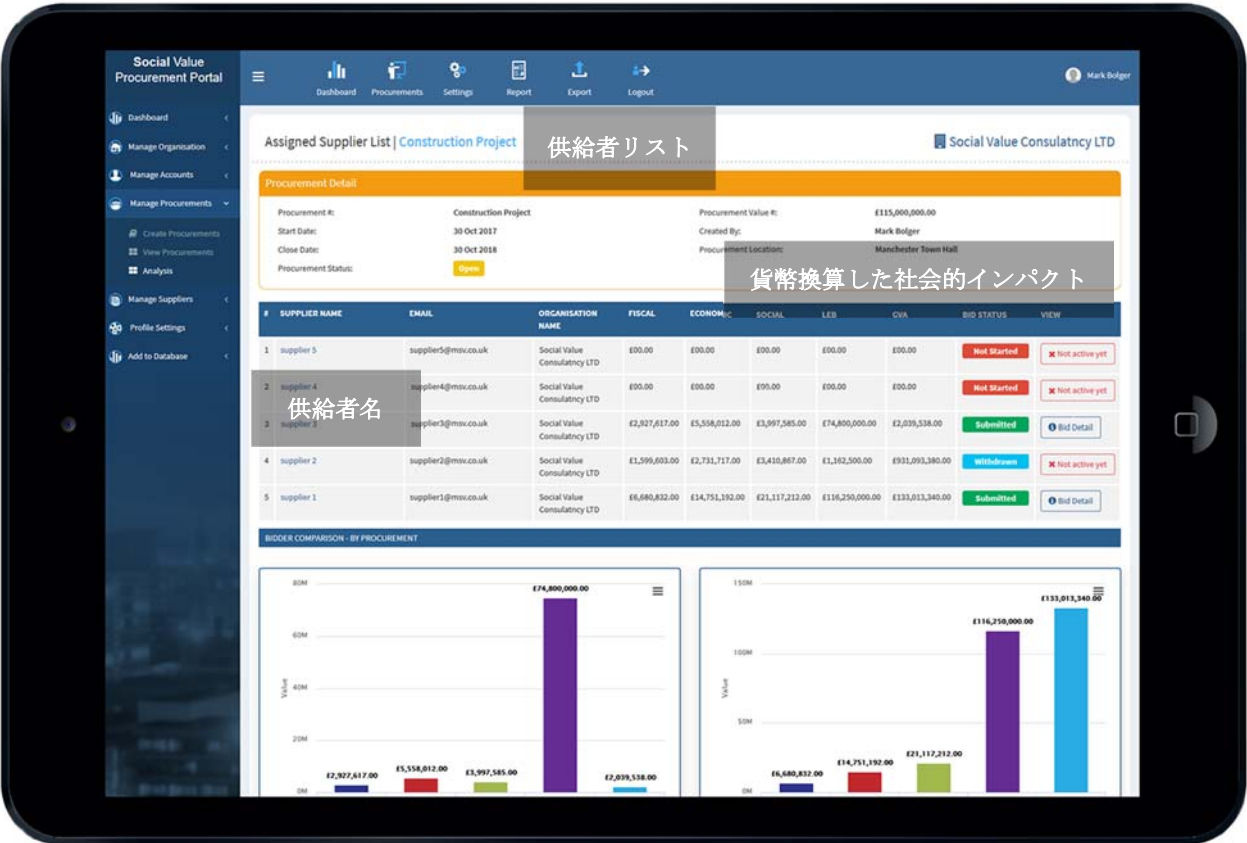 Social Value
Procurement Portal
Dashboard
Procurements
Settings
Report
Export
Logout
Mark Bolger
Dashboard
Manage Organisation
Manage Accounts
Manage Procurements
Create Procurements
View Procurements
Analysis
Manage Suppliers
Profile Settings
Add to Database
Assigned Supplier List | Construction Project
供給者リスト
Social Value Consulatncy LTD
Procurement Detail
Procurement #: Construction Project Procurement Value #: £115,000,000.00
Start Date: 30 Oct 2017 Created By: Mark Bolger
Close Date: 30 Oct 2018 Procurement Location: Manchester Town Hall
Procurement Status: Open
貨幣換算した社会的インパクト
# SUPPLIER NAME EMAIL ORGANISATION NAME FISCAL ECONOMIC SOCIAL LEB GVA BID STATUS VIEW
1 supplier 5 supplier5@msv.co.uk Social Value Consulatncy LTD £00.00 £00.00 £00.00 £00.00 £00.00 Not Started Not active yet
2 supplier 4 supplier4@msv.co.uk Social Value Consulatncy LTD £00.00 £00.00 £00.00 £00.00 £00.00 Not Started Not active yet
供給者名
3 supplier 3 supplier3@msv.co.uk Social Value Consulatncy LTD £2,927,617.00 £5,558,012.00 £3,997,585.00 £74,800,000.00 £2,039,538.00 Submitted Bid Detail
4 supplier 2 supplier2@msv.co.uk Social Value Consulatncy LTD £1,599,603.00 £2,731,717.00 £3,410,867.00 £1,162,500.00 £931,093,380.00 Withdrawn Not active yet
5 supplier 1 supplier1@msv.co.uk Social Value Consulatncy LTD £6,680,832.00 £14,751,192.00 £21,117,212.00 £116,250,000.00 £133,013,340.00 Submitted Bid Detail
BIDDER COMPARISON - BY PROCUREMENT
80M
60M
40M
20M
0M
Value
£2,927,617.00
£5,558,012.00
£3,997,585.00
£74,800,000.00
£2,039,538.00
150M
100M
50M
0M
Value
£6,680,832.00
£14,751,192.00
£21,117,212.00
£116,250,000.00
£133,013,340.00